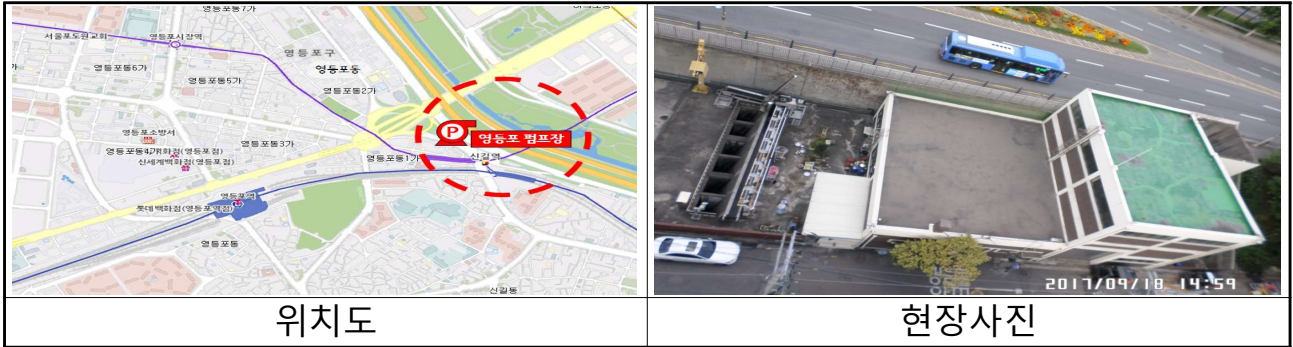 영등포동7가
서울포도원교회
영등포시장역
영등포구
영등포동
영등포동6가
영등포동5가
영등포동2가
P
영등포 펌프장
영등포소방서
영등포동3가
신세계백화점(영등포점)
영등포동1가
신길역
영등포역
롯데백화점(영등포역점)
영등포동
신길동
2017/09/18 14:59
위치도
현장사진